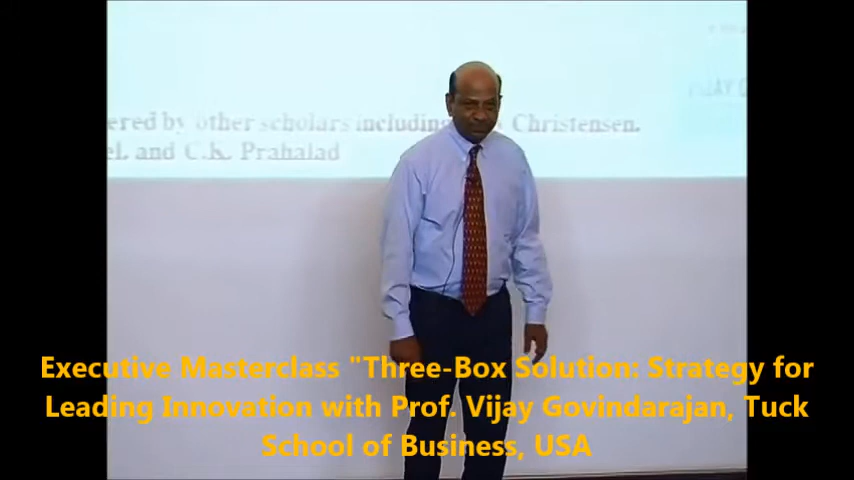 ered by other scholars including Christensen.
el. and C.K. Prahalad
Executive Masterclass "Three-Box Solution: Strategy for
Leading Innovation with Prof. Vijay Govindarajan, Tuck
School of Business, USA